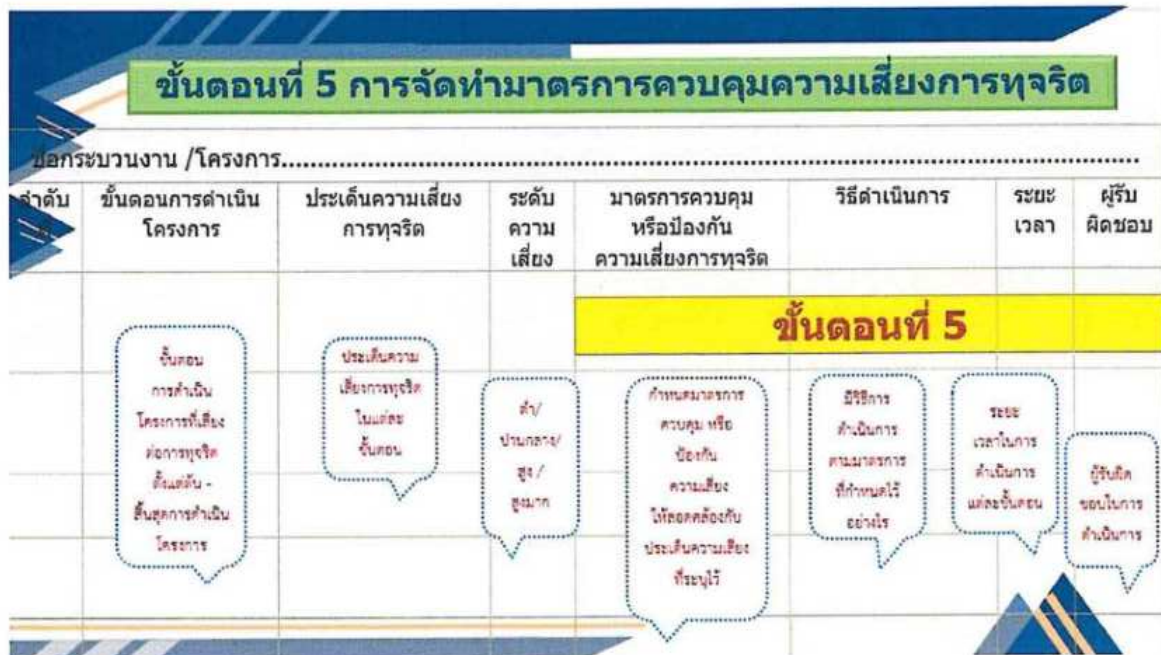 ขั้นตอนที่ 5 การจัดทำมาตรการควบคุมความเสี่ยงการทุจริต
ชื่อกระบวนงาน /โครงการ.......................................................................................................................
ลำดับ
ที่
ขั้นตอนการดำเนิน
โครงการ
ประเด็นความเสี่ยง
การทุจริต
ระดับ
ความ
เสี่ยง
มาตรการควบคุม
หรือป้องกัน
ความเสี่ยงการทุจริต
วิธีดำเนินการ
ระยะ
เวลา
ผู้รับ
ผิดชอบ
ขั้นตอนที่ 5
ขั้นตอน
การดำเนิน
โครงการที่เสี่ยง
ต่อการทุจริต
ตั้งแต่ต้น -
สิ้นสุดการดำเนิน
โครงการ
ประเด็นความ
เสี่ยงการทุจริต
ในแต่ละ
ขั้นตอน
ต่ำ/
ปานกลาง/
สูง /
สูงมาก
กำหนดมาตรการ
ควบคุม หรือ
ป้องกัน
ความเสี่ยง
ให้สอดคล้องกับ
ประเด็นความเสี่ยง
ที่ระบุไว้
มีวิธีการ
ดำเนินการ
ตามมาตรการ
ที่กำหนดไว้
อย่างไร
ระยะ
เวลาในการ
ดำเนินการ
แต่ละขั้นตอน
ผู้รับผิด
ชอบในการ
ดำเนินการ